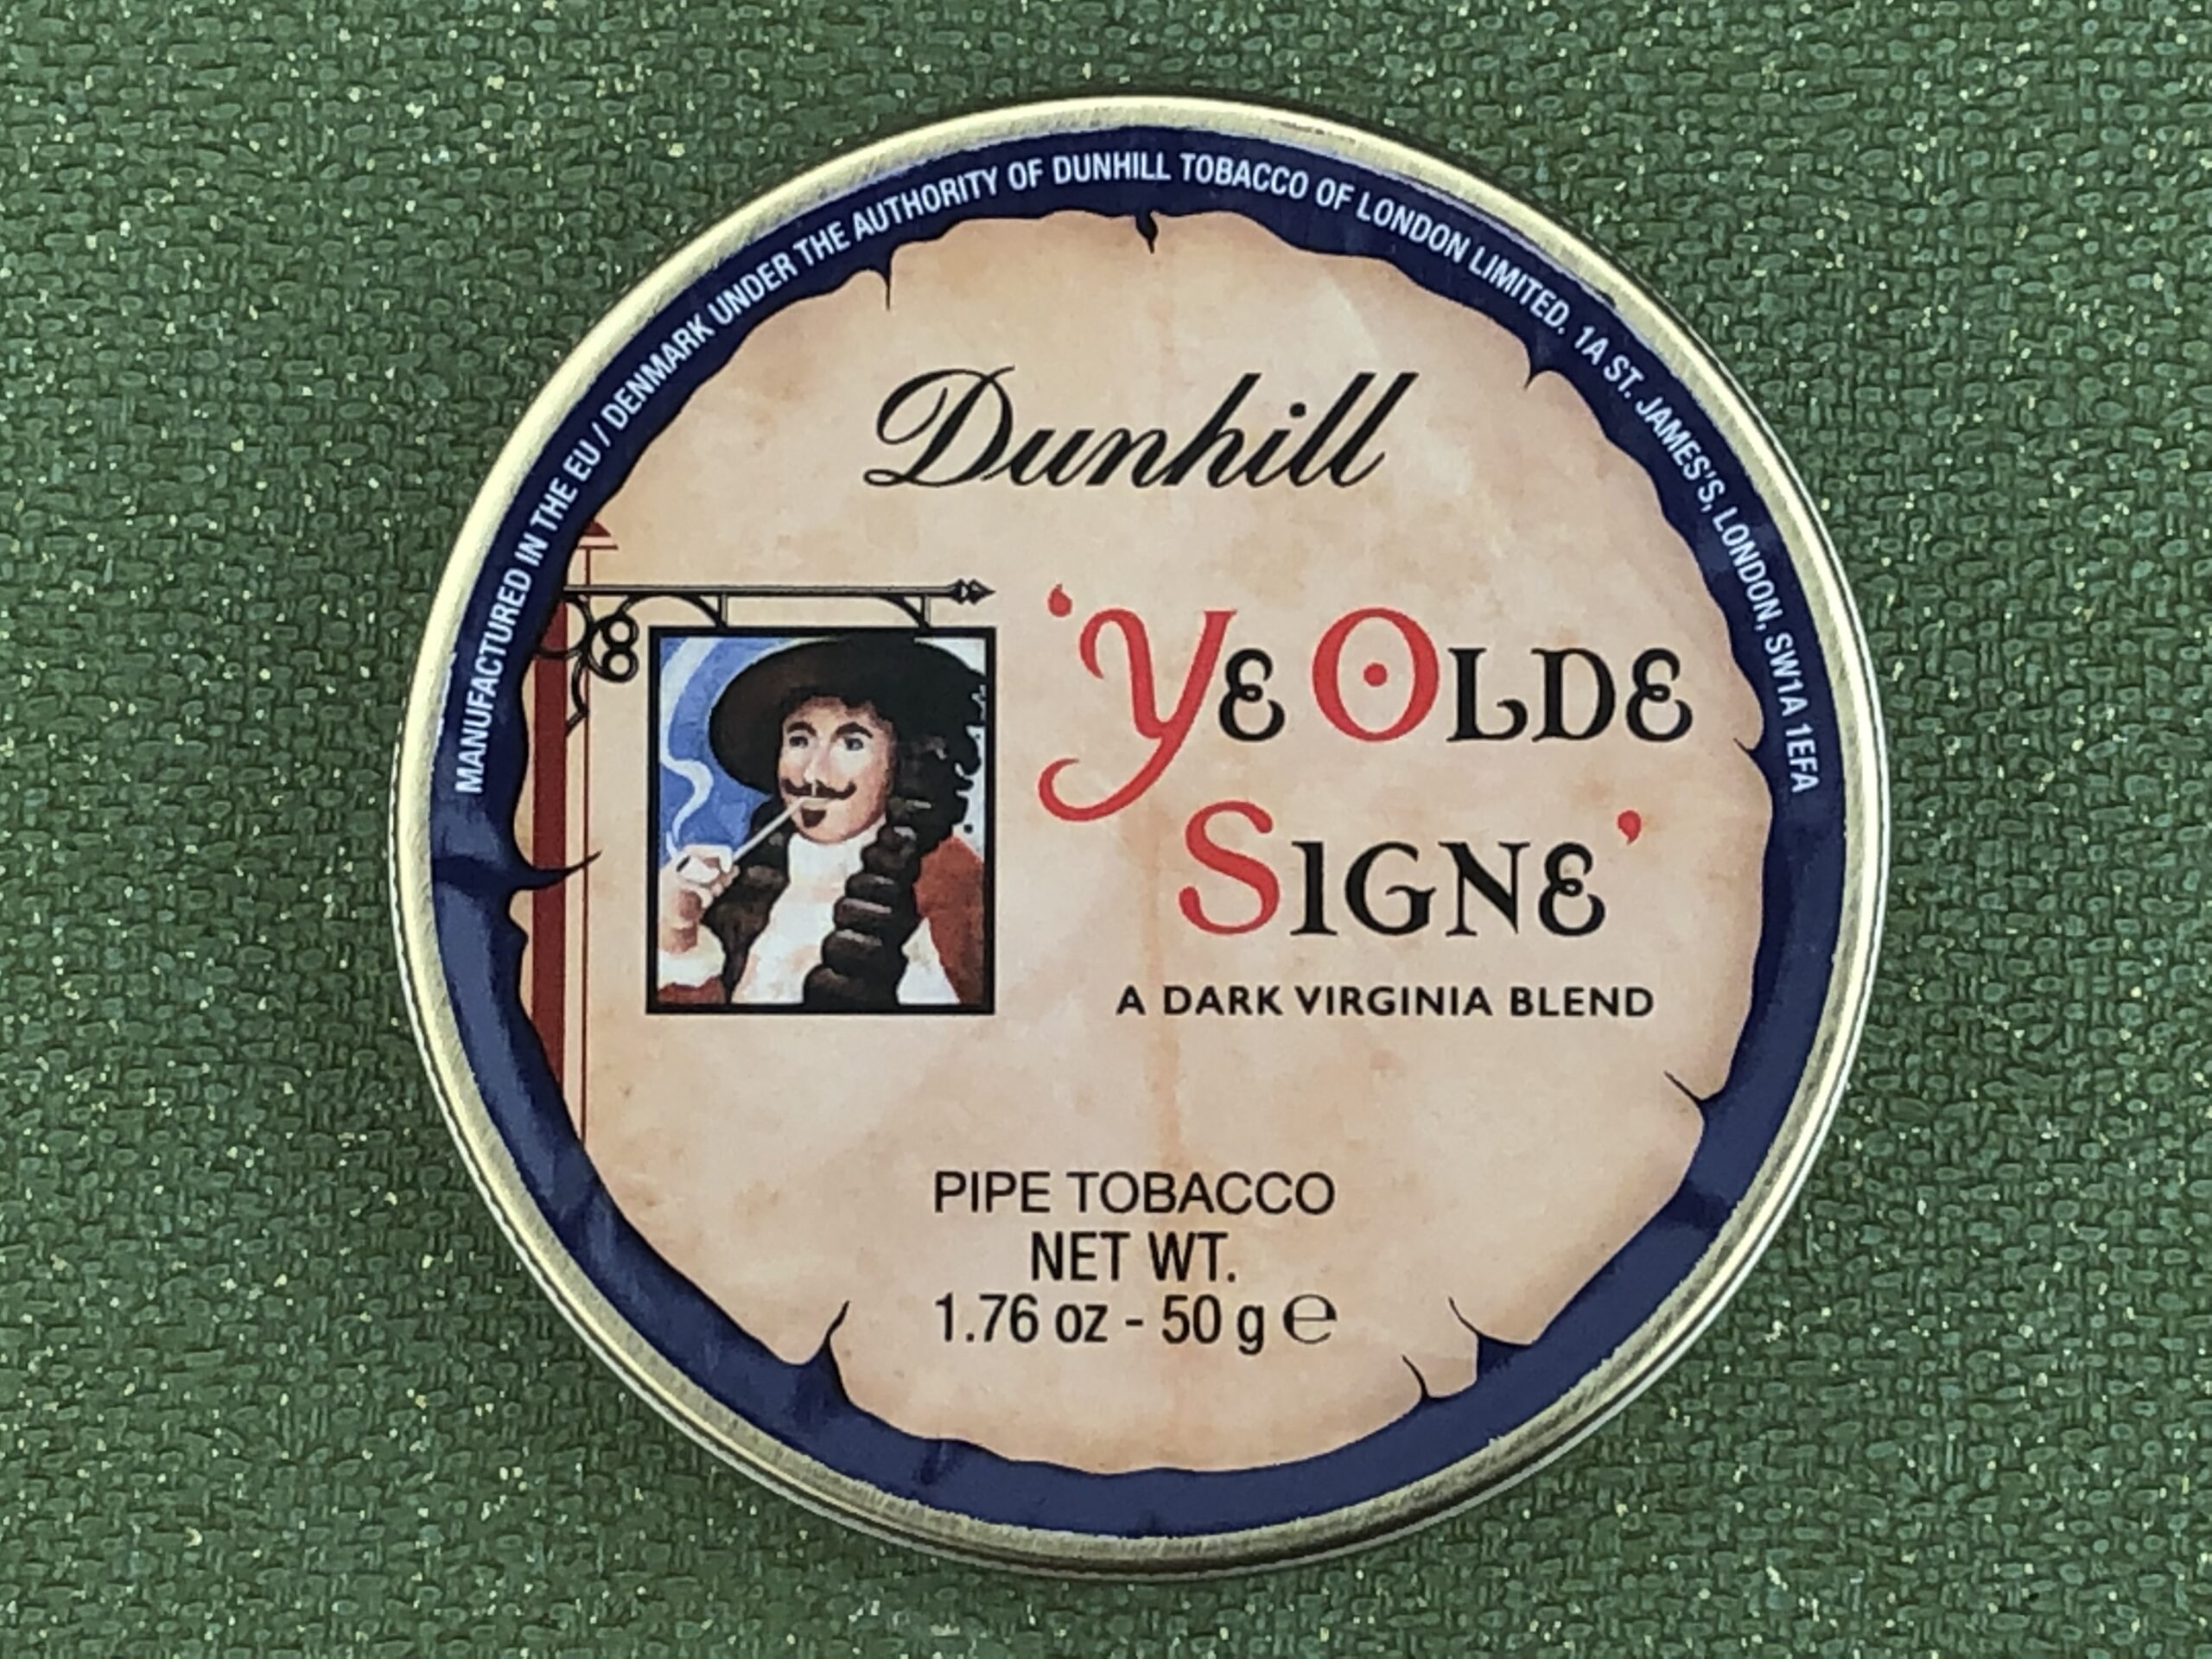 MANUFACTURED IN THE EU / DENMARK UNDER THE AUTHORITY OF DUNHILL TOBACCO OF LONDON LIMITED. 1A ST. JAMES'S, LONDON, SW1A 1EFA
Dunhill
'YE OLDE
SIGNE'
A DARK VIRGINIA BLEND
PIPE TOBACCO
NET WT.
1.76 oz - 50 g ℮